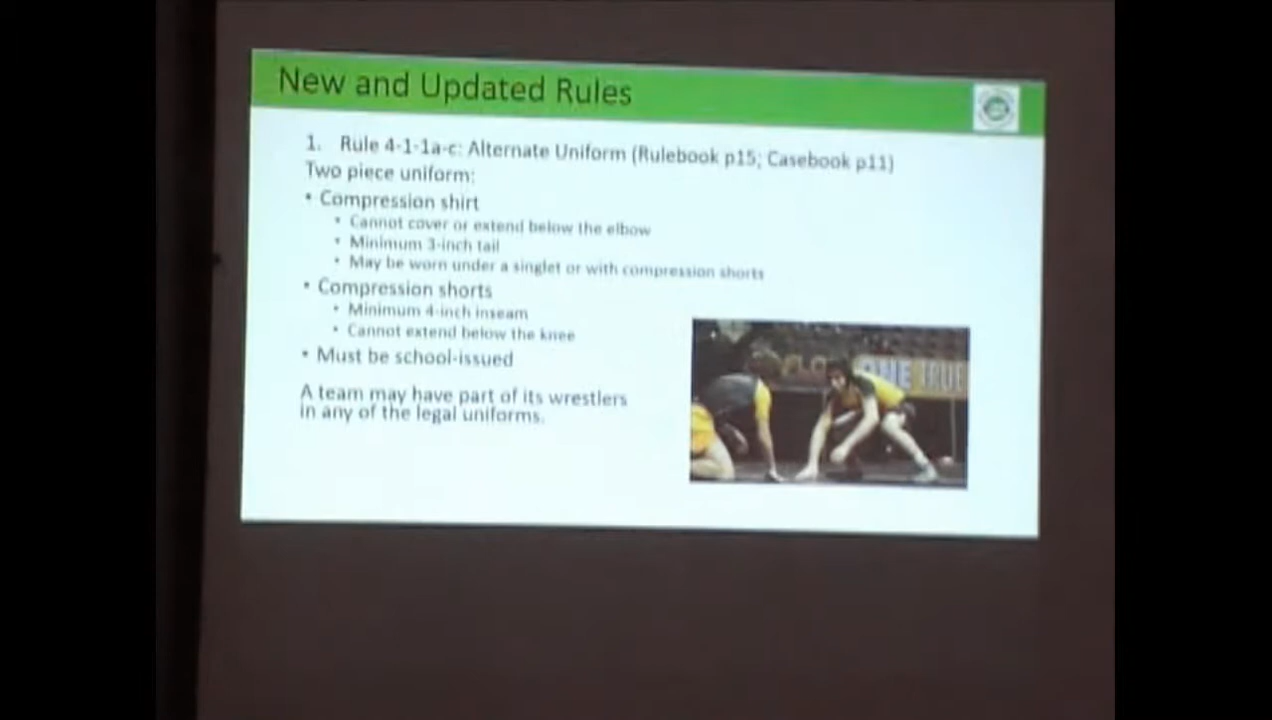 New and Updated Rules
1. Rule 4-1-1a-c: Alternate Uniform (Rulebook p15; Casebook p11)
Two piece uniform:
• Compression shirt
• Cannot cover or extend below the elbow
• Minimum 3-inch tail
• May be worn under a singlet or with compression shorts
• Compression shorts
• Minimum 4-inch inseam
• Cannot extend below the knee
• Must be school-issued
A team may have part of its wrestlers
in any of the legal uniforms.
FLO
ONE TRUE